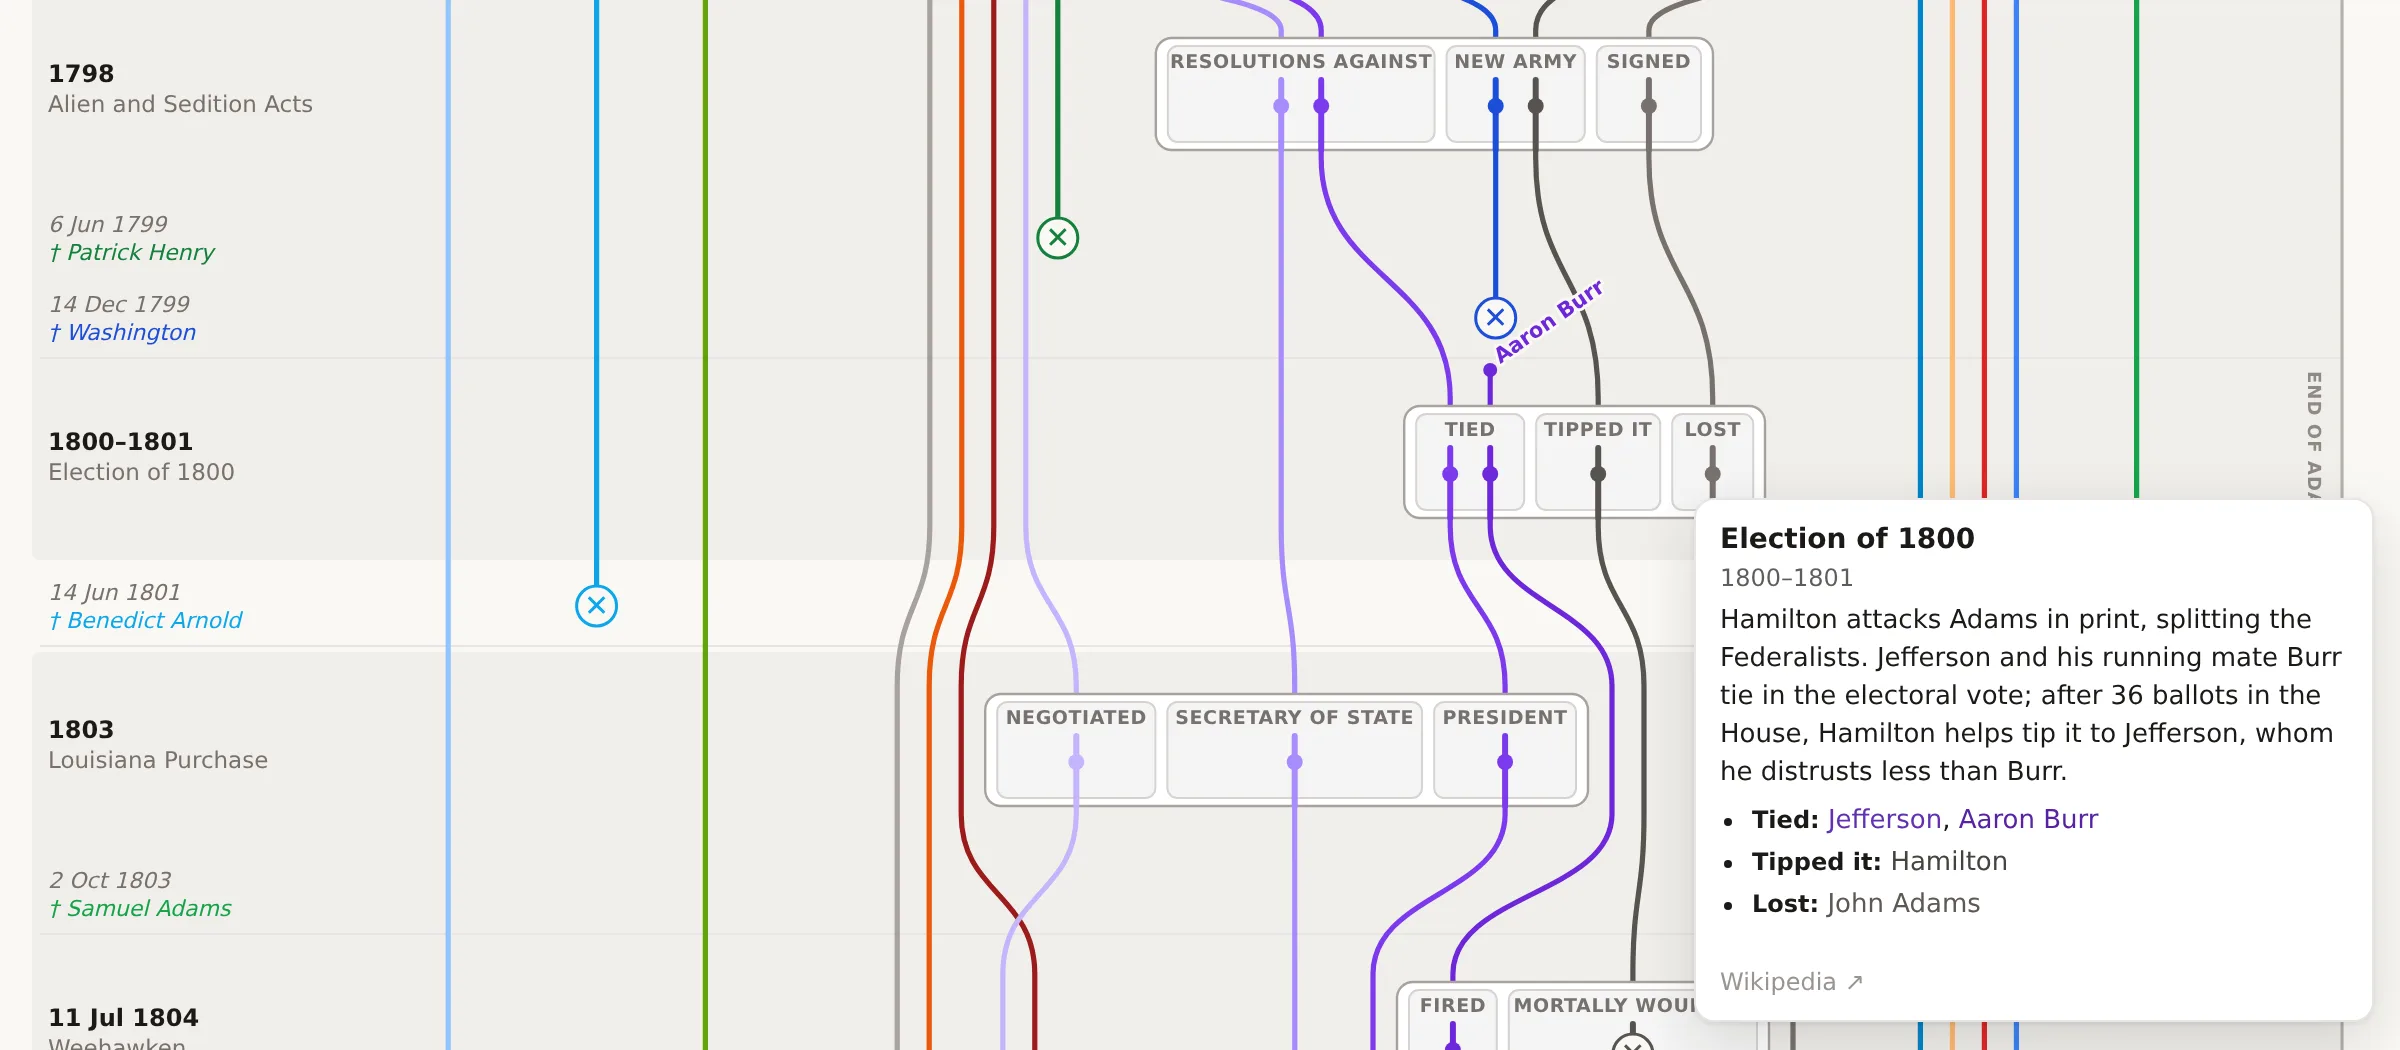 RESOLUTIONS AGAINST
NEW ARMY
SIGNED
1798
Alien and Sedition Acts
6 Jun 1799
† Patrick Henry
14 Dec 1799
† Washington
Aaron Burr
1800–1801
Election of 1800
TIED
TIPPED IT
LOST
END OF
14 Jun 1801
† Benedict Arnold
NEGOTIATED
SECRETARY OF STATE
PRESIDENT
1803
Louisiana Purchase
2 Oct 1803
† Samuel Adams
11 Jul 1804
Weehawken
FIRED
MORTALLY
Election of 1800
1800–1801
Hamilton attacks Adams in print, splitting the
Federalists. Jefferson and his running mate Burr
tie in the electoral vote; after 36 ballots in the
House, Hamilton helps tip it to Jefferson, whom
he distrusts less than Burr.
• Tied: Jefferson, Aaron Burr
• Tipped it: Hamilton
• Lost: John Adams
Wikipedia ↗